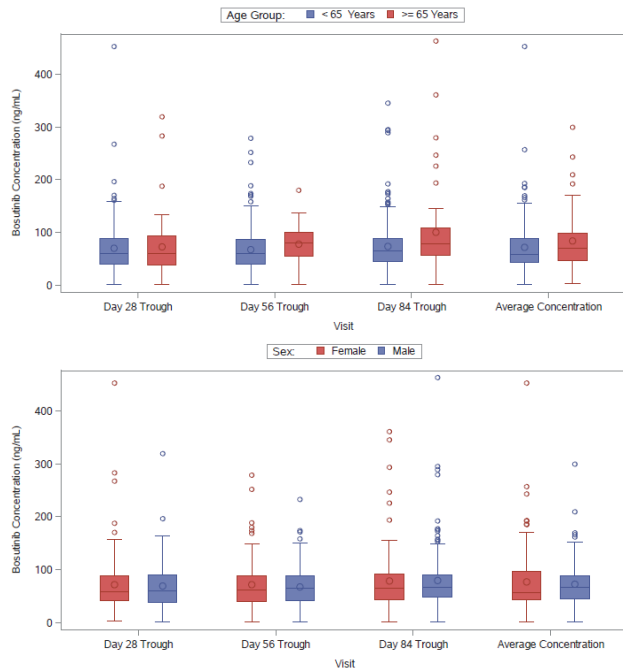 Age Group: < 65 Years >= 65 Years
Bosutinib Concentration (ng/mL)
400
300
200
100
0
Day 28 Trough Day 56 Trough Day 84 Trough Average Concentration
Visit
Sex: Female Male
Bosutinib Concentration (ng/mL)
400
300
200
100
0
Day 28 Trough Day 56 Trough Day 84 Trough Average Concentration
Visit